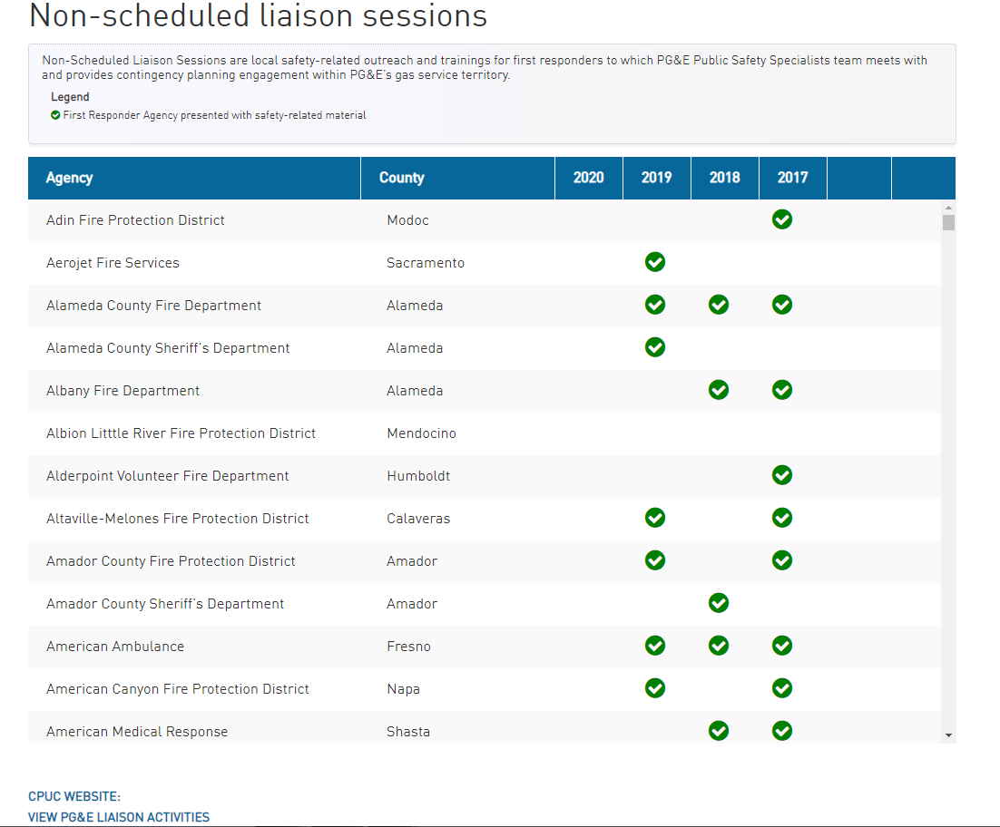 Non-scheduled liaison sessions
Non-Scheduled Liaison Sessions are local safety-related outreach and trainings for first responders to which PG&E Public Safety Specialists team meets with
and provides contingency planning engagement within PG&E's gas service territory.
Legend
First Responder Agency presented with safety-related material
Agency County 2020 2019 2018 2017
Adin Fire Protection District Modoc
Aerojet Fire Services Sacramento
Alameda County Fire Department Alameda
Alameda County Sheriff's Department Alameda
Albany Fire Department Alameda
Albion Litttle River Fire Protection District Mendocino
Alderpoint Volunteer Fire Department Humboldt
Altaville-Melones Fire Protection District Calaveras
Amador County Fire Protection District Amador
Amador County Sheriff's Department Amador
American Ambulance Fresno
American Canyon Fire Protection District Napa
American Medical Response Shasta
CPUC WEBSITE:
VIEW PG&E LIAISON ACTIVITIES